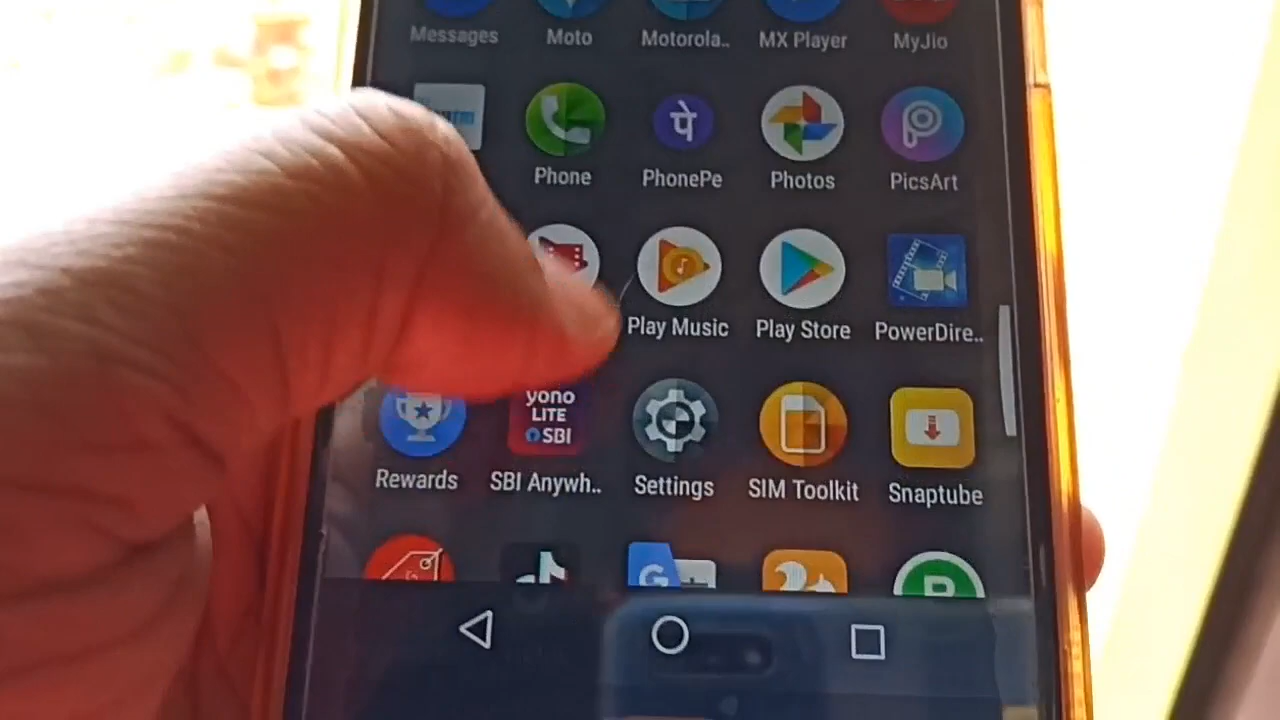 Messages
Moto
Motorola..
MX Player
MyJio
पे
Phone
PhonePe
Photos
PicsArt
Play Music
Play Store
PowerDire..
yono
LITE
SBI
Rewards
SBI Anywh..
Settings
SIM Toolkit
Snaptube
G
B